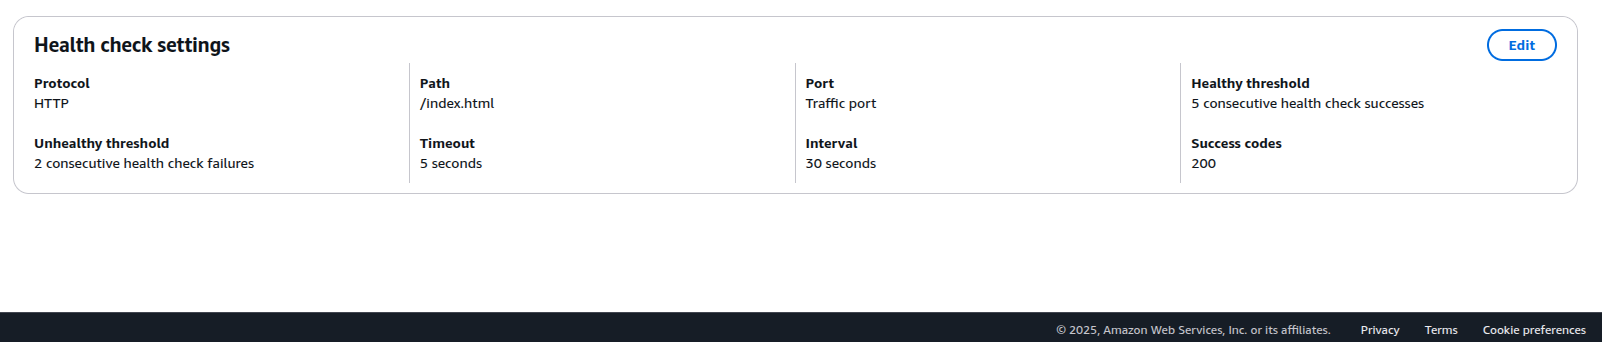 Health check settings
Edit
Protocol
HTTP
Path
/index.html
Port
Traffic port
Healthy threshold
5 consecutive health check successes
Unhealthy threshold
2 consecutive health check failures
Timeout
5 seconds
Interval
30 seconds
Success codes
200
© 2025, Amazon Web Services, Inc. or its affiliates. Privacy Terms Cookie preferences